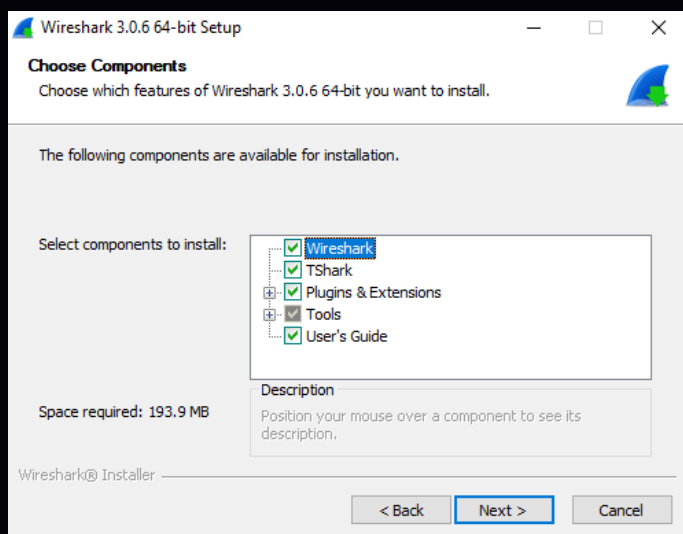 Wireshark 3.0.6 64-bit Setup
Choose Components
Choose which features of Wireshark 3.0.6 64-bit you want to install.
The following components are available for installation.
Select components to install:
Wireshark
TShark
Plugins & Extensions
Tools
User's Guide
Space required: 193.9 MB
Description
Position your mouse over a component to see its
description.
Wireshark® Installer
< Back
Next >
Cancel